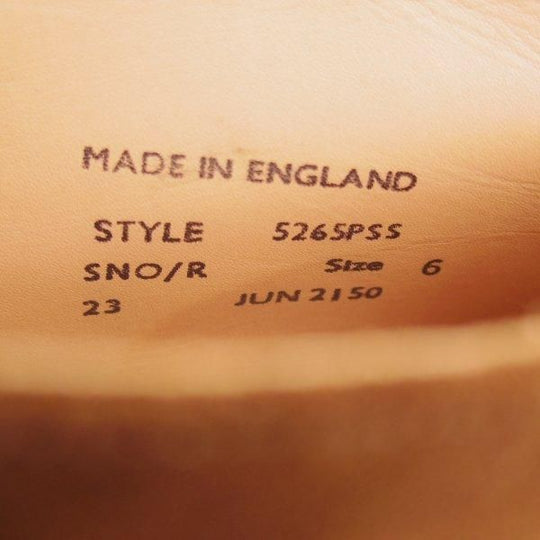 MADE IN ENGLAND
STYLE 5265PSS
SNO/R Size 6
23 JUN 2150